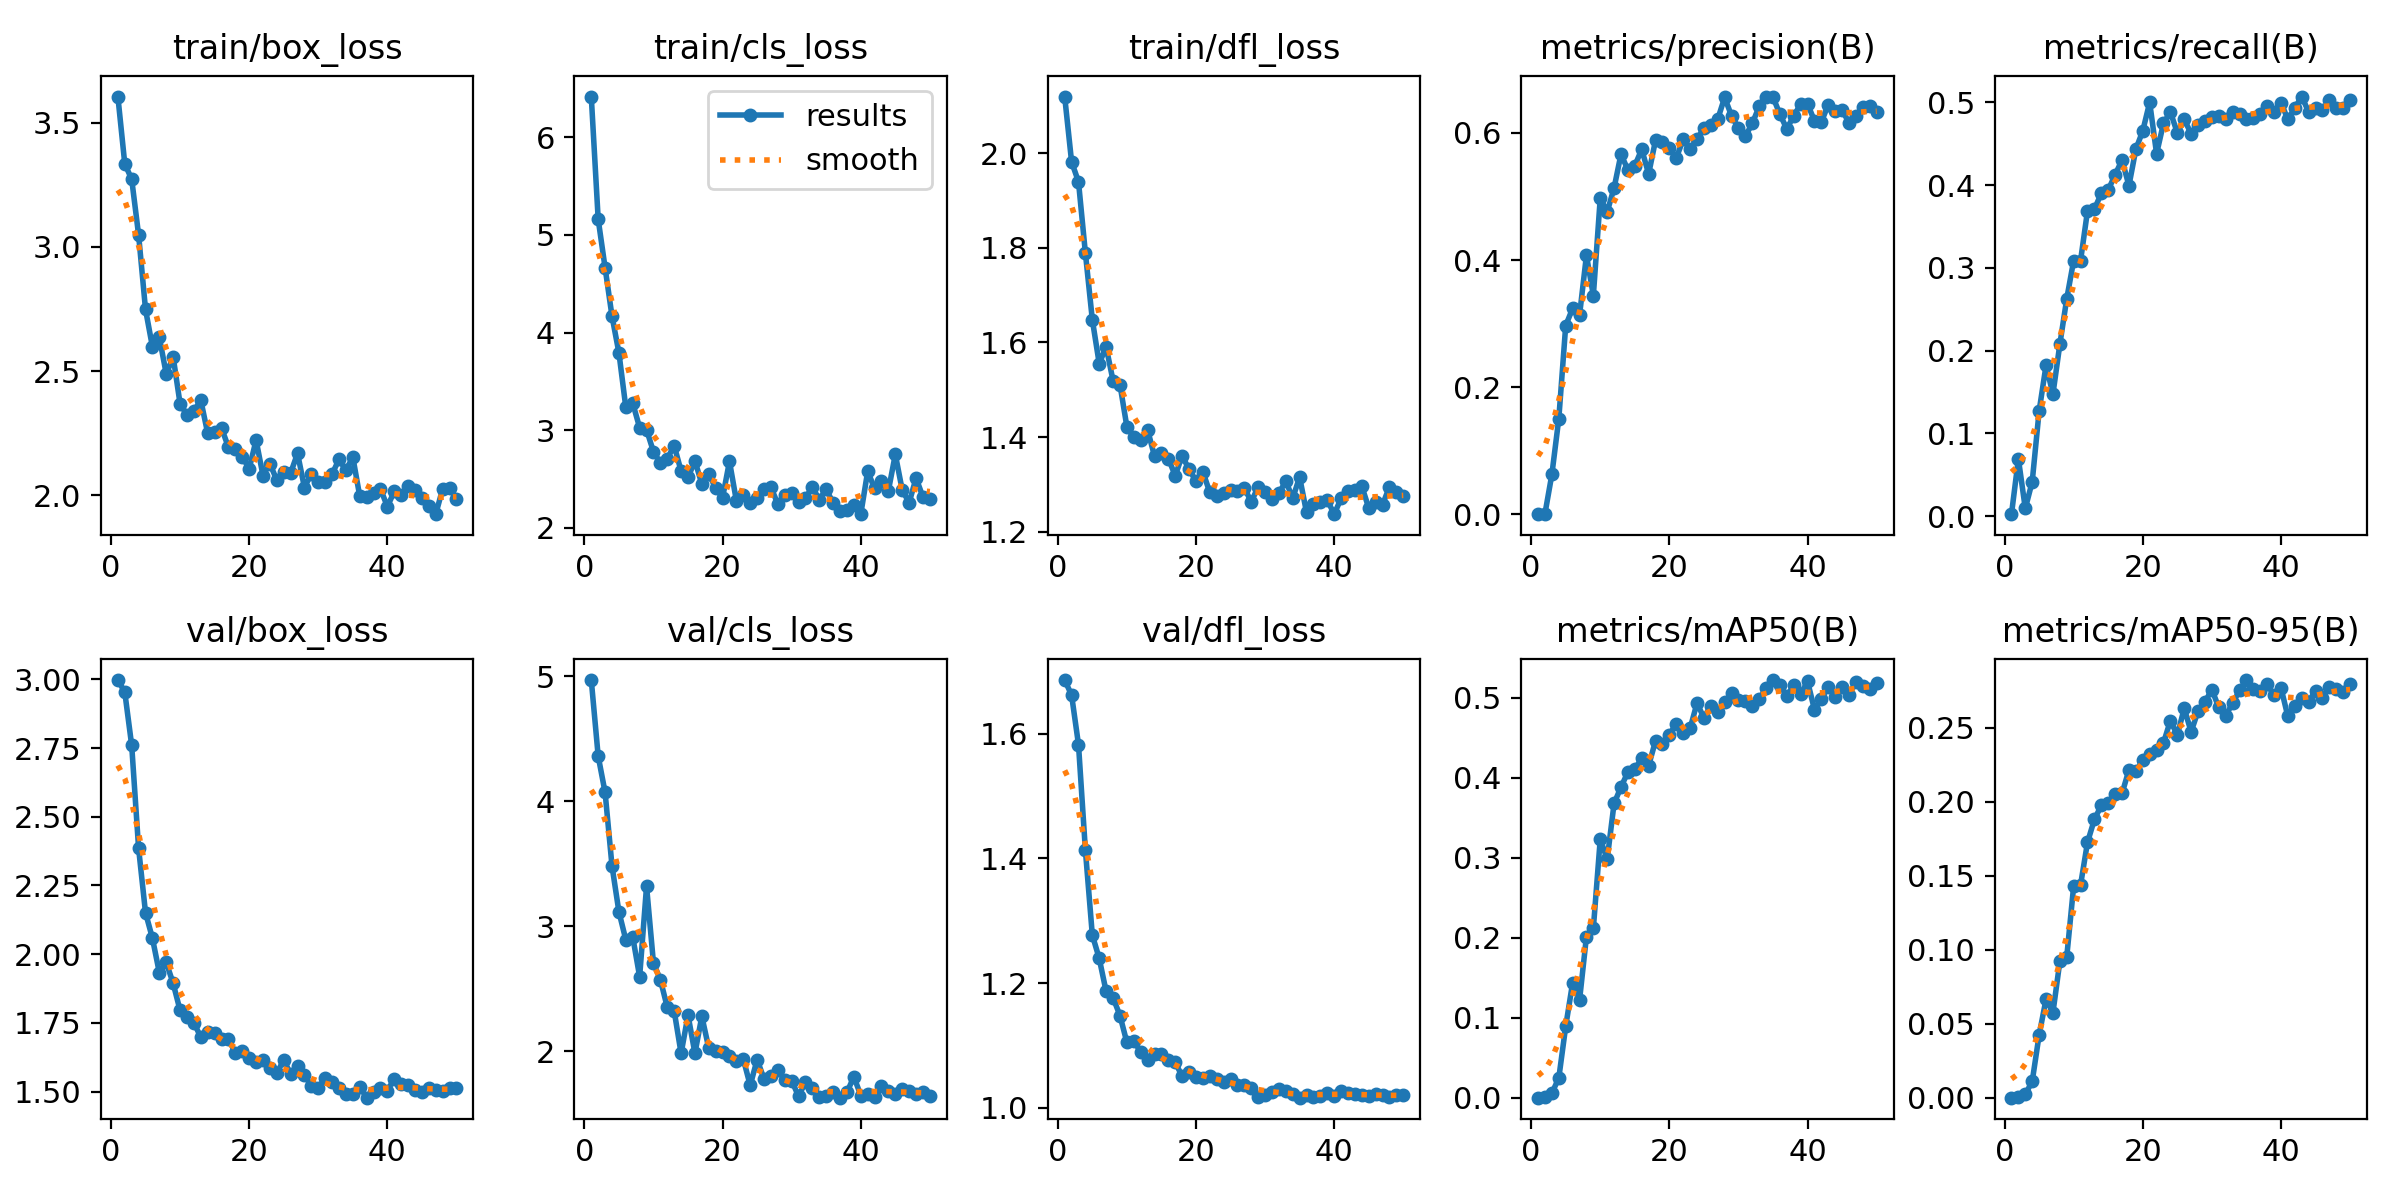 train/box_loss
3.5
3.0
2.5
2.0
0 20 40
train/cls_loss
results
smooth
6
5
4
3
2
0 20 40
train/dfl_loss
2.0
1.8
1.6
1.4
1.2
0 20 40
metrics/precision(B)
0.6
0.4
0.2
0.0
0 20 40
metrics/recall(B)
0.5
0.4
0.3
0.2
0.1
0.0
0 20 40
val/box_loss
3.00
2.75
2.50
2.25
2.00
1.75
1.50
0 20 40
val/cls_loss
5
4
3
2
0 20 40
val/dfl_loss
1.6
1.4
1.2
1.0
0 20 40
metrics/mAP50(B)
0.5
0.4
0.3
0.2
0.1
0.0
0 20 40
metrics/mAP50-95(B)
0.25
0.20
0.15
0.10
0.05
0.00
0 20 40